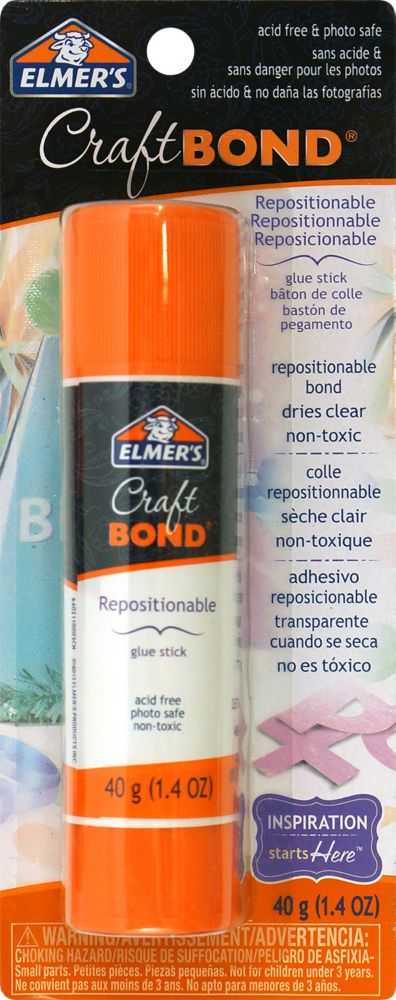 acid free & photo safe
sans acide &
sans danger pour les photos
sin ácido & no daña las fotografías
ELMER'S
CraftBOND®
Repositionable
Repositionnable
Reposicionable
glue stick
bâton de colle
bastón de
pegamento
repositionable
bond
dries clear
non-toxic
colle
repositionnable
sèche clair
non-toxique
adhesivo
reposicionable
transparente
cuando se seca
no es tóxico
INSPIRATION
starts Here™
40 g (1.4 OZ)
ELMER'S
Craft
BOND®
Repositionable
glue stick
acid free
photo safe
non-toxic
40 g (1.4 OZ)
B
WARNING/AVERTISSEMENT/ADVERTENCIA:
CHOKING HAZARD/RISQUE DE SUFFOCATION/PELIGRO DE ASFIXIA-
Small parts. Petites pièces. Piezas pequeñas. Not for children under 3 years.
Ne convient pas aux moins de 3 ans. No apto para menores de 3 años.